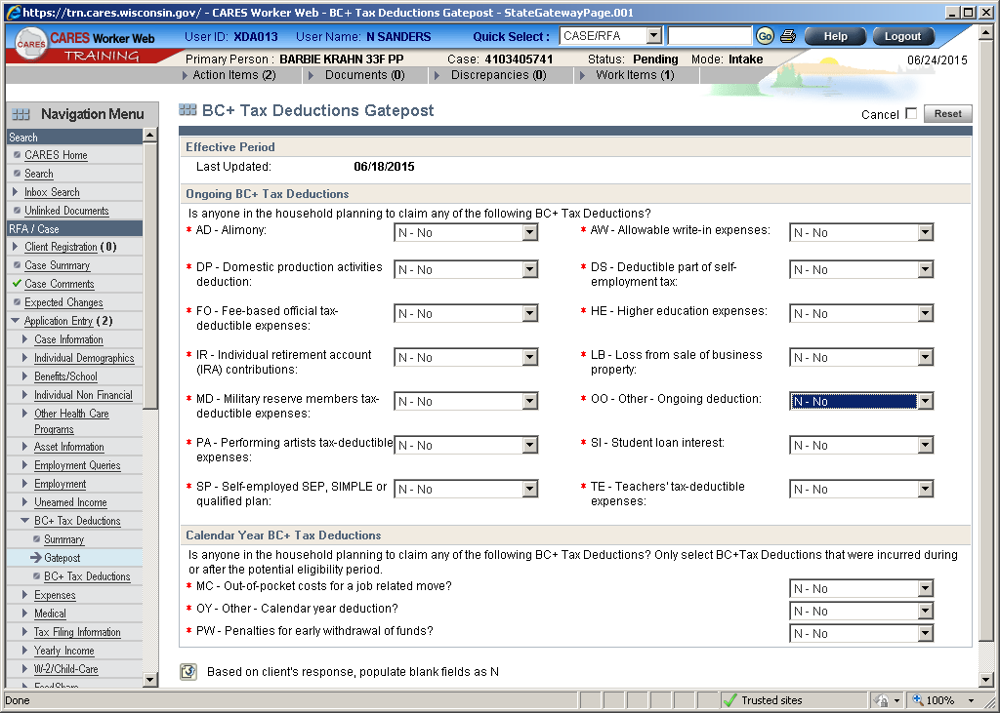 https://trn.cares.wisconsin.gov/ - CARES Worker Web - BC+ Tax Deductions Gatepost - StateGatewayPage.001
CARES
CARES Worker Web
TRAINING
User ID: XDA013 User Name: N SANDERS Quick Select : CASE/RFA Go Help Logout
Primary Person : BARBIE KRAHN 33F PP Case: 4103405741 Status: Pending Mode: Intake 06/24/2015
Action Items (2) Documents (0) Discrepancies (0) Work Items (1)
Navigation Menu
Search
CARES Home
Search
Inbox Search
Unlinked Documents
RFA / Case
Client Registration (0)
Case Summary
Case Comments
Expected Changes
Application Entry (2)
Case Information
Individual Demographics
Benefits/School
Individual Non Financial
Other Health Care
Programs
Asset Information
Employment Queries
Employment
Unearned Income
BC+ Tax Deductions
Summary
Gatepost
BC+ Tax Deductions
Expenses
Medical
Tax Filing Information
Yearly Income
W-2/Child-Care
FoodShare
BC+ Tax Deductions Gatepost
Cancel Reset
Effective Period
Last Updated: 06/18/2015
Ongoing BC+ Tax Deductions
Is anyone in the household planning to claim any of the following BC+ Tax Deductions?
* AD - Alimony: N - No
* AW - Allowable write-in expenses: N - No
* DP - Domestic production activities
deduction: N - No
* DS - Deductible part of self-
employment tax: N - No
* FO - Fee-based official tax-
deductible expenses: N - No
* HE - Higher education expenses: N - No
* IR - Individual retirement account
(IRA) contributions: N - No
* LB - Loss from sale of business
property: N - No
* MD - Military reserve members tax-
deductible expenses: N - No
* OO - Other - Ongoing deduction: N - No
* PA - Performing artists tax-deductible
expenses: N - No
* SI - Student loan interest: N - No
* SP - Self-employed SEP, SIMPLE or
qualified plan: N - No
* TE - Teachers' tax-deductible
expenses: N - No
Calendar Year BC+ Tax Deductions
Is anyone in the household planning to claim any of the following BC+ Tax Deductions? Only select BC+Tax Deductions that were incurred during
or after the potential eligibility period.
* MC - Out-of-pocket costs for a job related move? N - No
* OY - Other - Calendar year deduction? N - No
* PW - Penalties for early withdrawal of funds? N - No
Based on client's response, populate blank fields as N
Done Trusted sites 100%